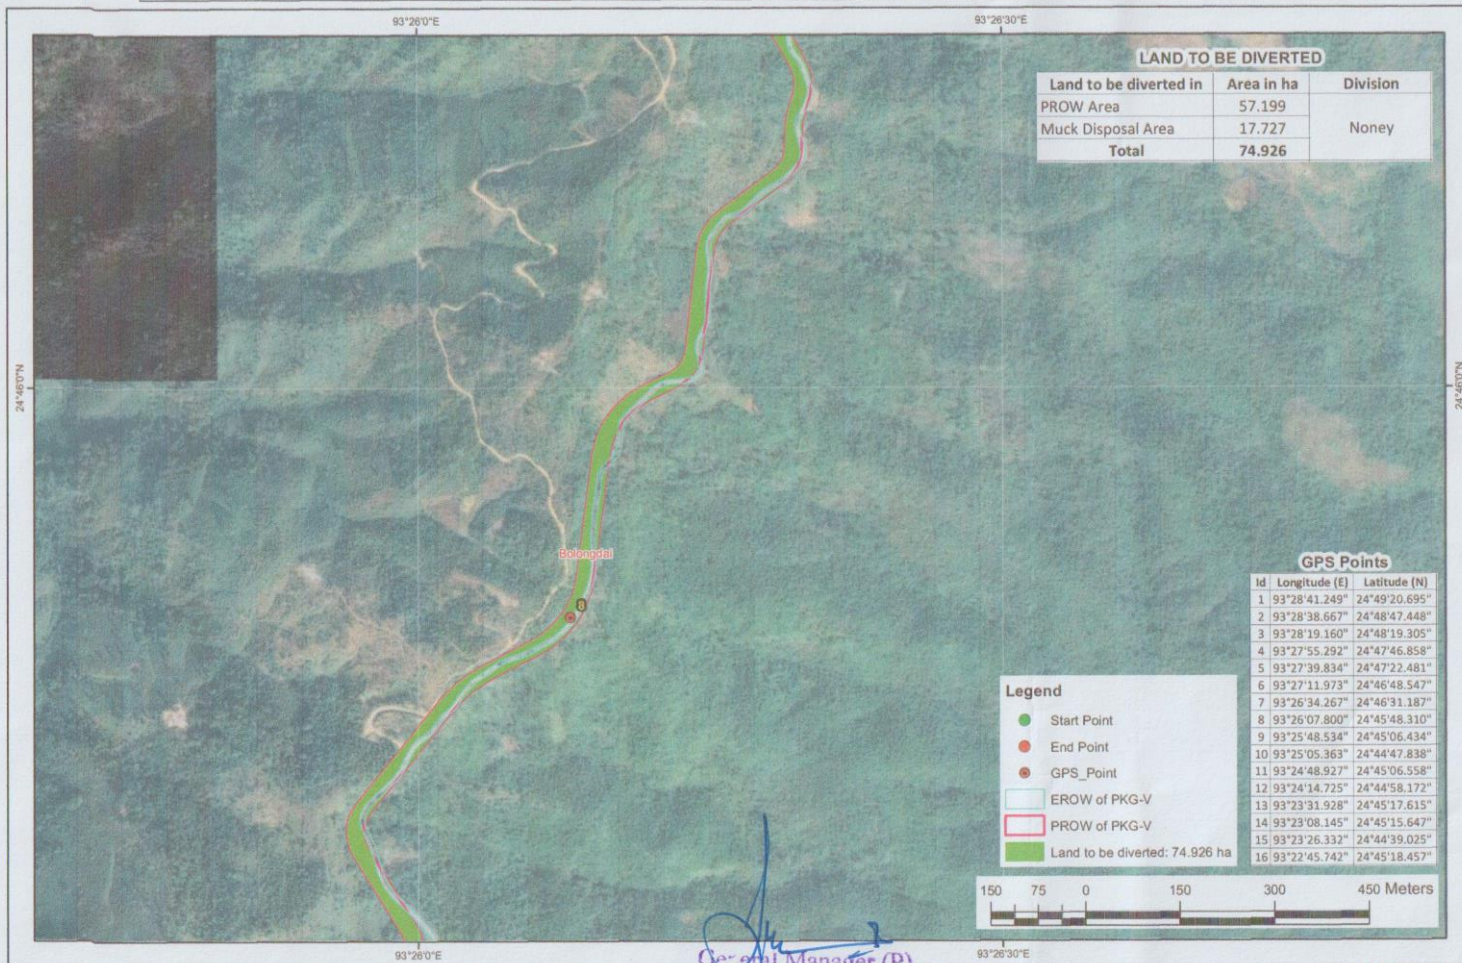 93°26'0"E
93°26'30"E
LAND TO BE DIVERTED
Land to be diverted in Area in ha Division
PROW Area 57.199
Noney
Muck Disposal Area 17.727
Total 74.926
24°46'0"N
24°46'0"N
Bolongdai
8
GPS Points
Id Longitude (E) Latitude (N)
1 93°28'41.249" 24°49'20.695"
2 93°28'38.667" 24°48'47.448"
3 93°28'19.160" 24°48'19.305"
4 93°27'55.292" 24°47'46.858"
5 93°27'39.834" 24°47'22.481"
6 93°27'11.973" 24°46'48.547"
7 93°26'34.267" 24°46'31.187"
8 93°26'07.800" 24°45'48.310"
9 93°25'48.534" 24°45'06.434"
10 93°25'05.363" 24°44'47.838"
11 93°24'48.927" 24°45'06.558"
12 93°24'14.725" 24°44'58.172"
13 93°23'31.928" 24°45'17.615"
14 93°23'08.145" 24°45'15.647"
15 93°23'26.332" 24°44'39.025"
16 93°22'45.742" 24°45'18.457"
Legend
Start Point
End Point
GPS_Point
EROW of PKG-V
PROW of PKG-V
Land to be diverted: 74.926 ha
150 75 0 150 300 450 Meters
93°26'0"E
93°26'30"E
General Manager (P)